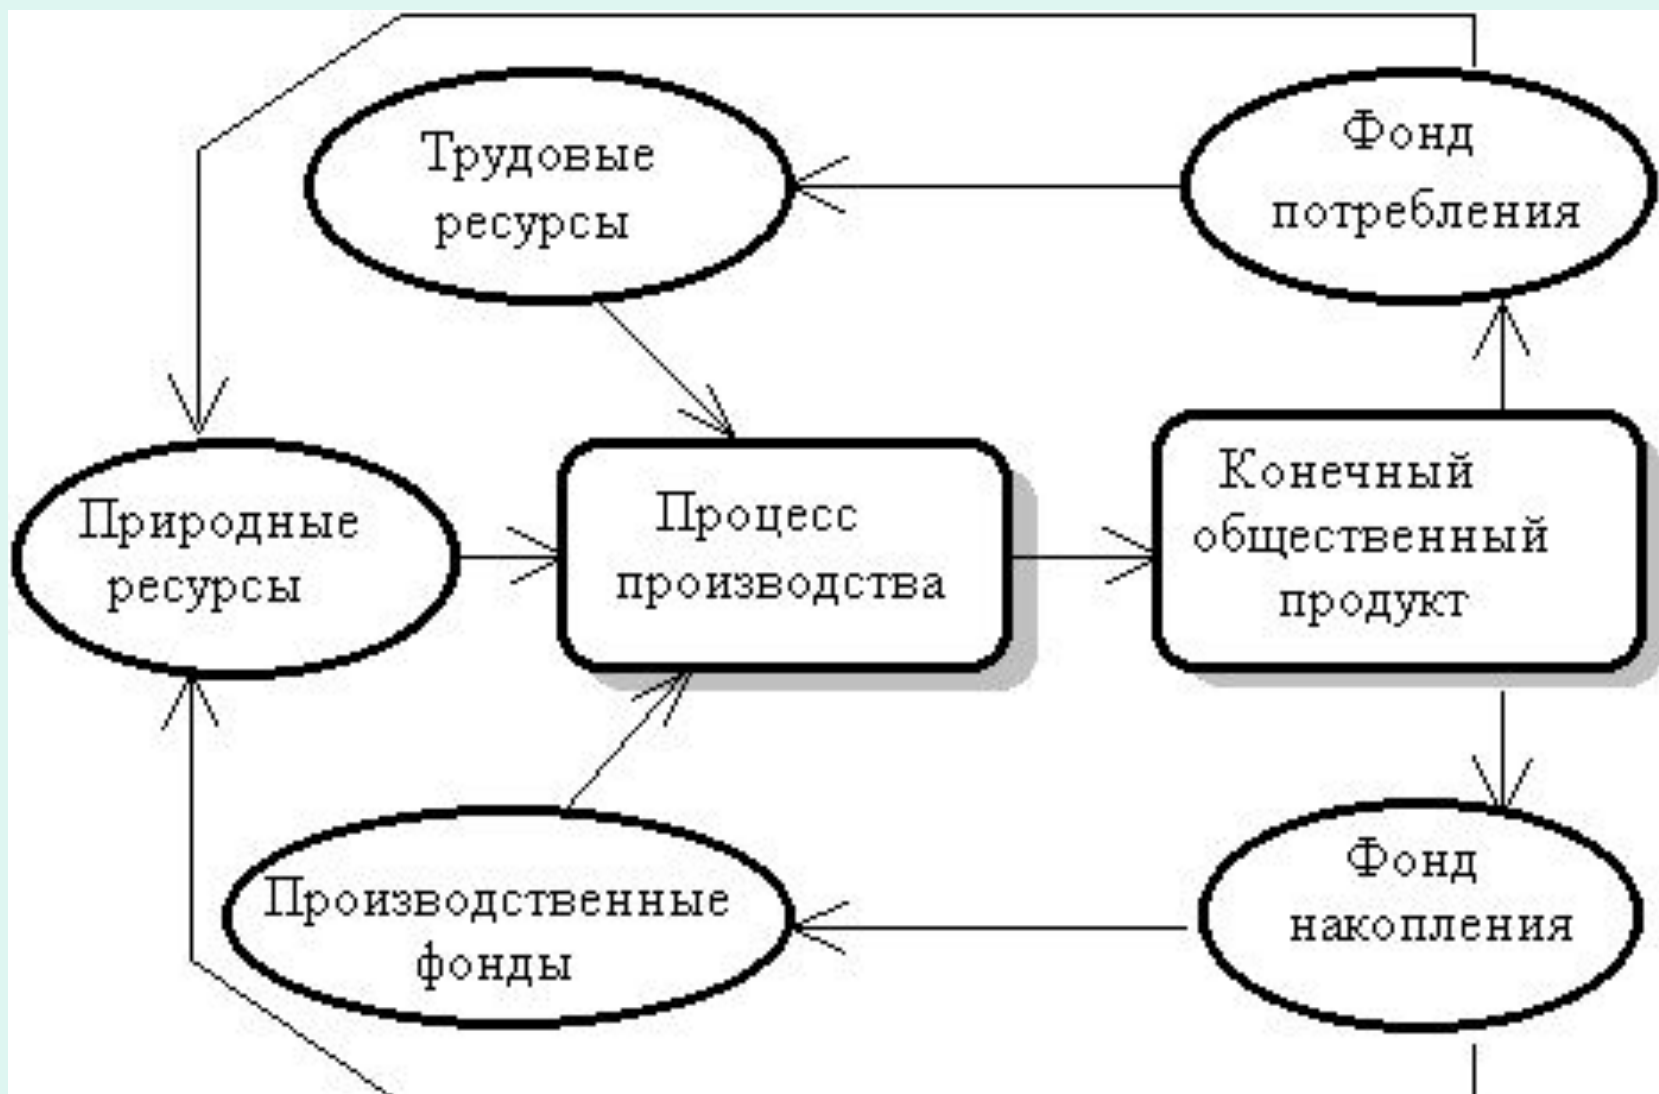 Трудовые
ресурсы
Фонд
потребления
Природные
ресурсы
Процесс
производства
Конечный
общественный
продукт
Производственные
фонды
Фонд
накопления